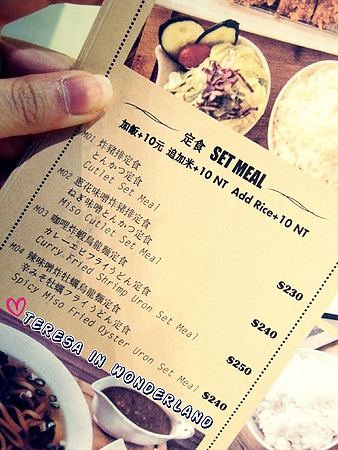 定食 SET MEAL
加飯+10元 追加米+10 NT Add Rice+10 NT
M01 炸豬排定食
とんかつ定食
Cutlet Set Meal
$230
M02 蔥花味噌炸豬排定食
ねぎ味噌とんかつ定食
Miso Cutlet Set Meal
$240
M03 咖哩炸蝦烏龍麵定食
カレーエビフライうどん定食
Curry Fried Shrimp Uron Set Meal
$250
M04 辣味噌炸牡蠣烏龍麵定食
辛みそ牡蠣フライうどん定食
Spicy Miso Fried Oyster Uron Set Meal
$240
TERESA IN WONDERLAND